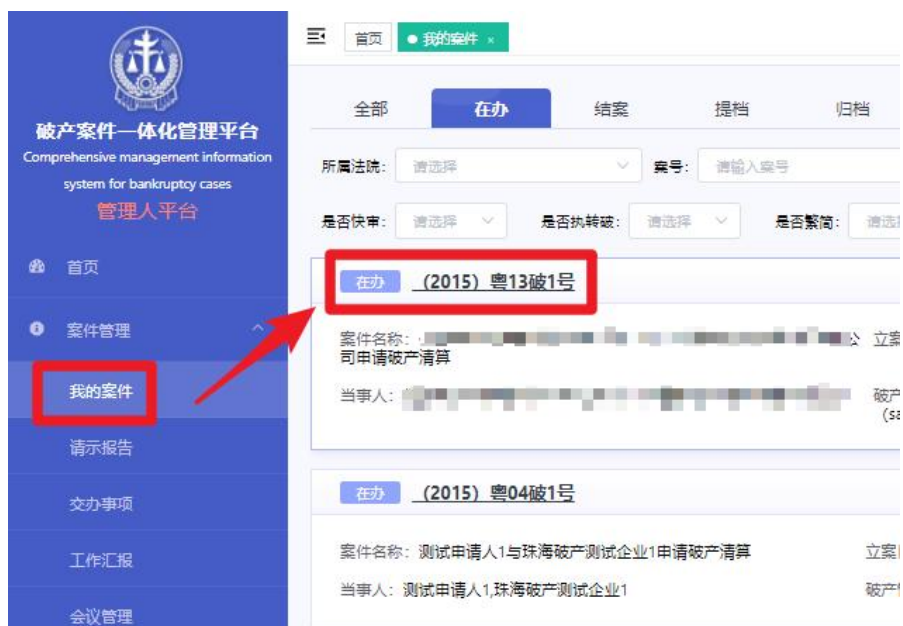 破产案件一体化管理平台
Comprehensive management information
system for bankruptcy cases
管理人平台
首页
案件管理
我的案件
请示报告
交办事项
工作汇报
会议管理
首页 我的案件 ×
全部 在办 结案 提档 归档
所属法院: 请选择 案号: 请输入案号
是否快审: 请选择 是否执转破: 请选择 是否繁简: 请选
在办 (2015) 粤13破1号
案件名称: 公 立案
司申请破产清算
当事人: 破产
(sa
在办 (2015) 粤04破1号
案件名称: 测试申请人1与珠海破产测试企业1申请破产清算 立案
当事人: 测试申请人1,珠海破产测试企业1 破产